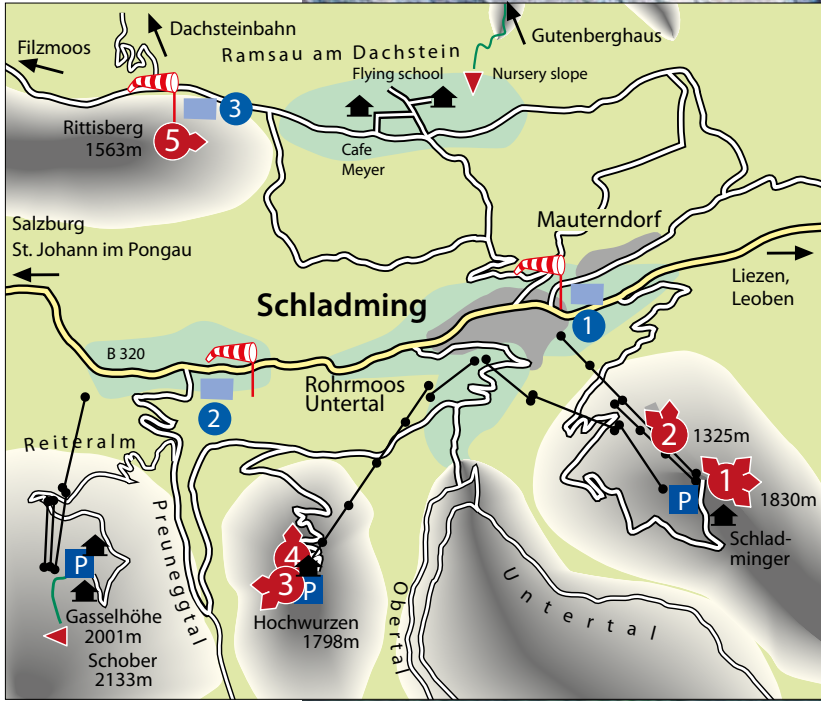 Dachsteinbahn
Gutenberghaus
Filzmoos
Ramsau am Dachstein
Flying school
Nursery slope
3
Rittisberg
1563m
5
Cafe
Meyer
Salzburg
St. Johann im Pongau
Mauterndorf
Liezen,
Leoben
Schladming
1
B 320
2
Rohrmoos
Untertal
Reiteralm
2
1325m
1
1830m
P
Schlad-
minger
Preuneggtal
4
3
P
P
Hochwurzen
1798m
Obertal
Untertal
Gasselhöhe
2001m
Schober
2133m